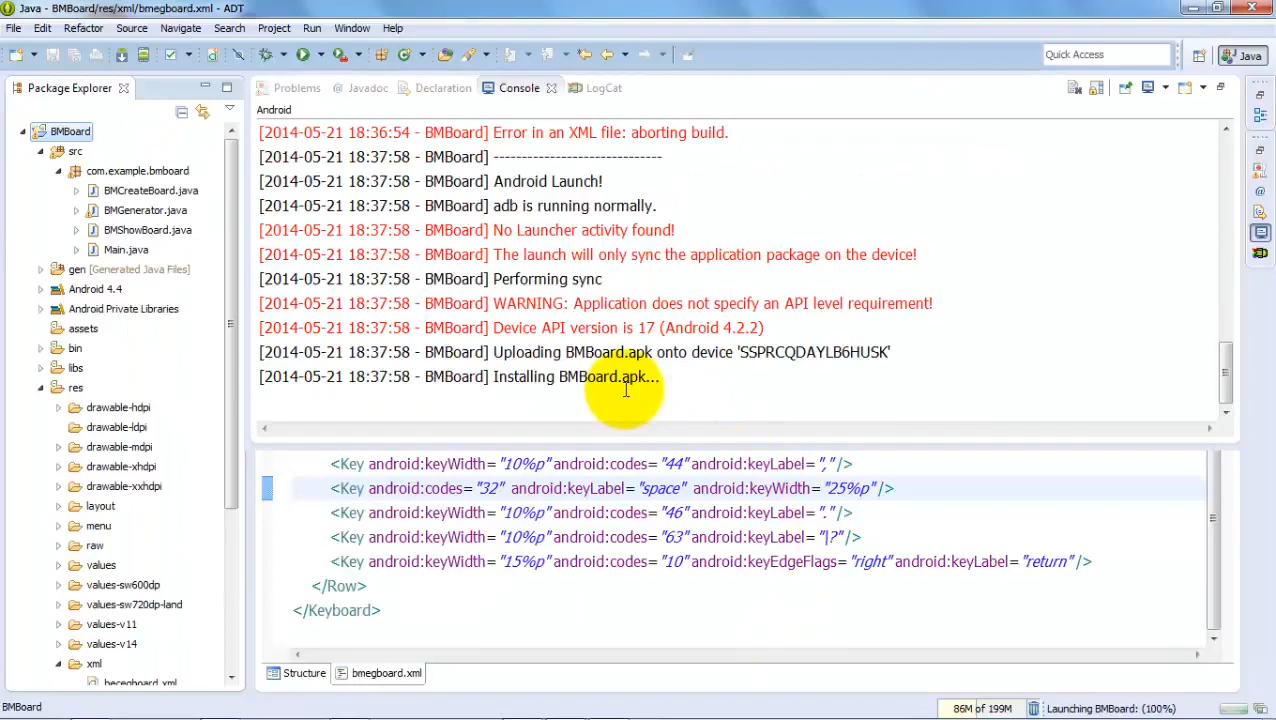 Java - BMBoard/res/xml/bmegboard.xml - ADT
File Edit Refactor Source Navigate Search Project Run Window Help
Quick Access
Java
Package Explorer
Problems Javadoc Declaration Console LogCat
Android
BMBoard
src
com.example.bmboard
BMCreateBoard.java
BMGenerator.java
BMShowBoard.java
Main.java
gen [Generated Java Files]
Android 4.4
Android Private Libraries
assets
bin
libs
res
drawable-hdpi
drawable-ldpi
drawable-mdpi
drawable-xhdpi
drawable-xxhdpi
layout
menu
raw
values
values-sw600dp
values-sw720dp-land
values-v11
values-v14
xml
becegboard.xml
[2014-05-21 18:36:54 - BMBoard] Error in an XML file: aborting build.
[2014-05-21 18:37:58 - BMBoard] ------------------------------
[2014-05-21 18:37:58 - BMBoard] Android Launch!
[2014-05-21 18:37:58 - BMBoard] adb is running normally.
[2014-05-21 18:37:58 - BMBoard] No Launcher activity found!
[2014-05-21 18:37:58 - BMBoard] The launch will only sync the application package on the device!
[2014-05-21 18:37:58 - BMBoard] Performing sync
[2014-05-21 18:37:58 - BMBoard] WARNING: Application does not specify an API level requirement!
[2014-05-21 18:37:58 - BMBoard] Device API version is 17 (Android 4.2.2)
[2014-05-21 18:37:58 - BMBoard] Uploading BMBoard.apk onto device 'SSPRCQDAYLB6HUSK'
[2014-05-21 18:37:58 - BMBoard] Installing BMBoard.apk...
<Key android:keyWidth="10%p" android:codes="44" android:keyLabel="," />
<Key android:codes="32" android:keyLabel="space" android:keyWidth="25%p" />
<Key android:keyWidth="10%p" android:codes="46" android:keyLabel="." />
<Key android:keyWidth="10%p" android:codes="63" android:keyLabel="|?" />
<Key android:keyWidth="15%p" android:codes="10" android:keyEdgeFlags="right" android:keyLabel="return" />
</Row>
</Keyboard>
Structure bmegboard.xml
BMBoard
86M of 199M
Launching BMBoard: (100%)